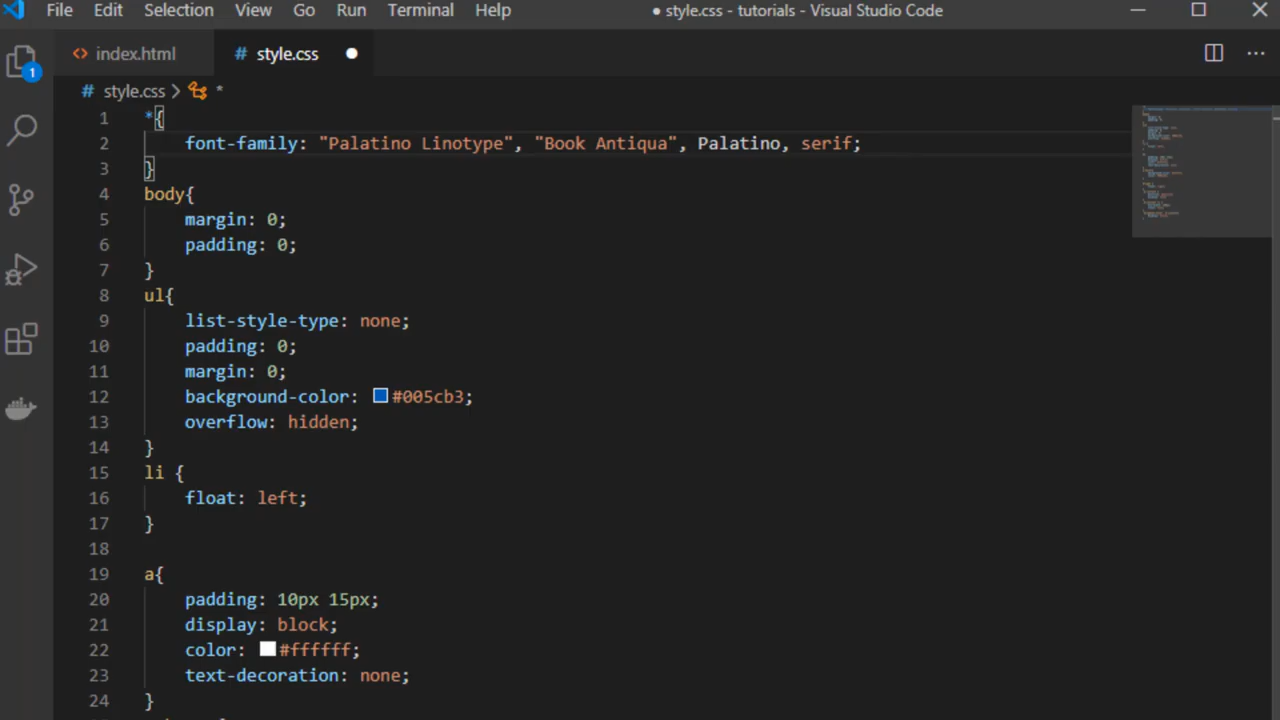 File Edit Selection View Go Run Terminal Help ● style.css - tutorials - Visual Studio Code
<> index.html # style.css ●
1
# style.css > *
1 *{
2 font-family: "Palatino Linotype", "Book Antiqua", Palatino, serif;
3 }
4 body{
5 margin: 0;
6 padding: 0;
7 }
8 ul{
9 list-style-type: none;
10 padding: 0;
11 margin: 0;
12 background-color: #005cb3;
13 overflow: hidden;
14 }
15 li {
16 float: left;
17 }
18
19 a{
20 padding: 10px 15px;
21 display: block;
22 color: #ffffff;
23 text-decoration: none;
24 }